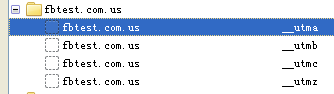 fbtest.com.us
fbtest.com.us __utma
fbtest.com.us __utmb
fbtest.com.us __utmc
fbtest.com.us __utmz